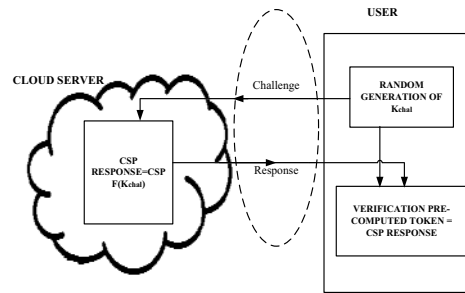 USER
CLOUD SERVER
Challenge
RANDOM
GENERATION OF
Kchal
CSP
RESPONSE=CSP
F(Kchal)
Response
VERIFICATION PRE-
COMPUTED TOKEN =
CSP RESPONSE